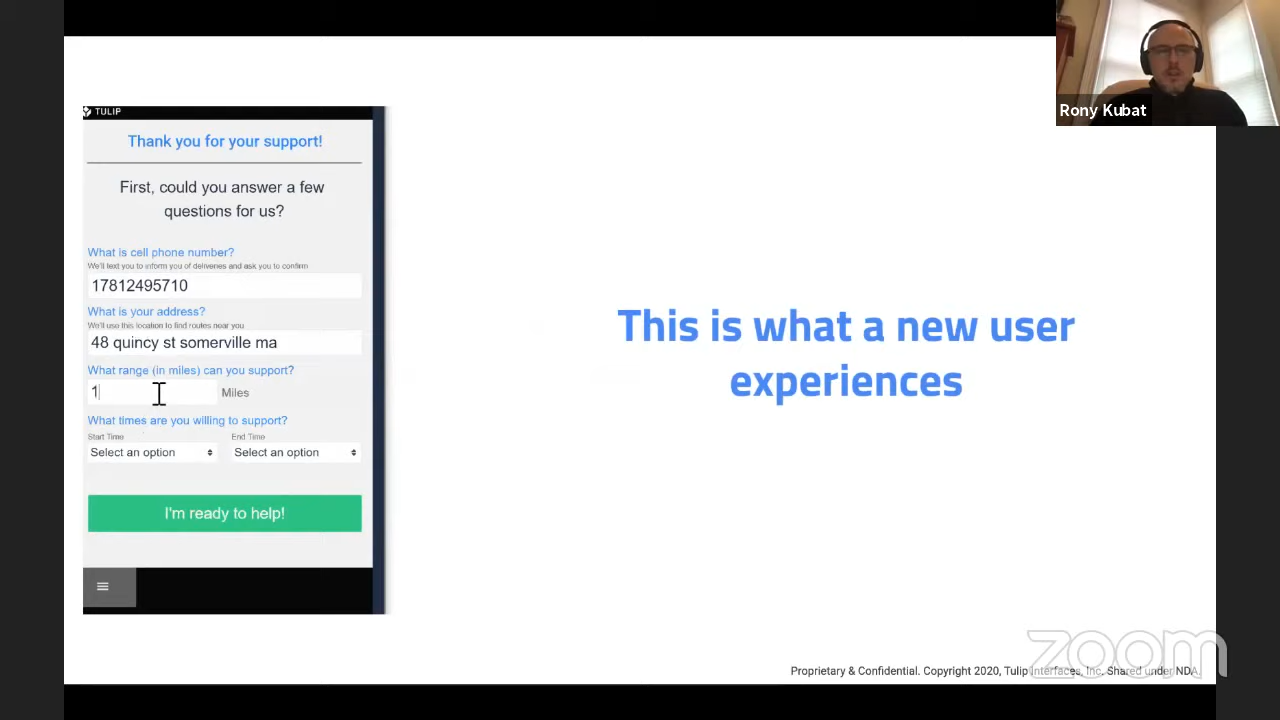 TULIP
Thank you for your support!
First, could you answer a few
questions for us?
What is cell phone number?
We'll text you to inform you of deliveries and ask you to confirm
17812495710
What is your address?
We'll use this location to find routes near you
48 quincy st somerville ma
What range (in miles) can you support?
1
Miles
What times are you willing to support?
Start Time
End Time
Select an option
Select an option
I'm ready to help!
This is what a new user
experiences
Rony Kubat
zoom
Proprietary & Confidential. Copyright 2020, Tulip Interfaces, Inc. Shared under NDA.